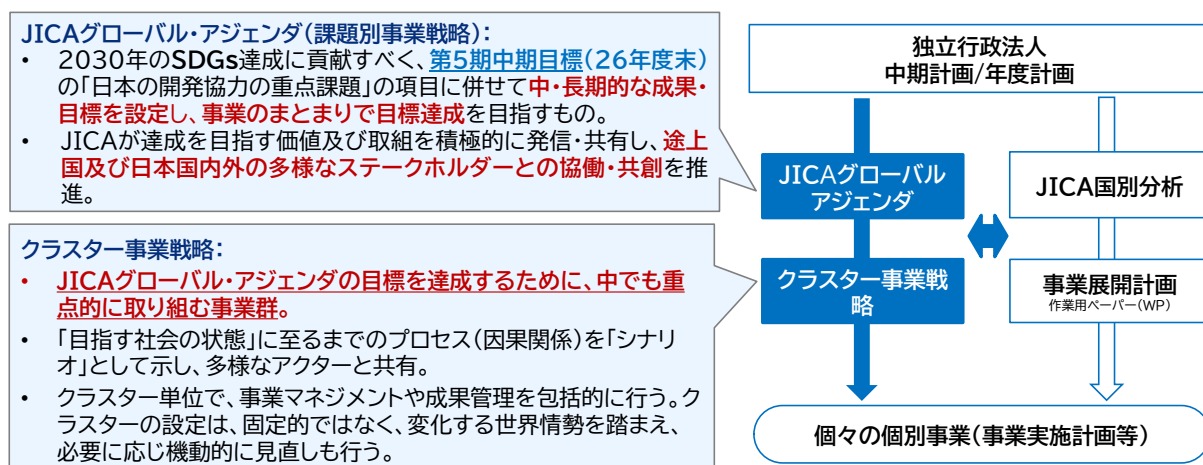 JICAグローバル・アジェンダ(課題別事業戦略):
• 2030年のSDGs達成に貢献すべく、第5期中期目標(26年度末)
の「日本の開発協力の重点課題」の項目に併せて中・長期的な成果・
目標を設定し、事業のまとまりで目標達成を目指すもの。
• JICAが達成を目指す価値及び取組を積極的に発信・共有し、途上
国及び日本国内外の多様なステークホルダーとの協働・共創を推
進。
クラスター事業戦略:
• JICAグローバル・アジェンダの目標を達成するために、中でも重
点的に取り組む事業群。
• 「目指す社会の状態」に至るまでのプロセス(因果関係)を「シナリ
オ」として示し、多様なアクターと共有。
• クラスター単位で、事業マネジメントや成果管理を包括的に行う。ク
ラスターの設定は、固定的ではなく、変化する世界情勢を踏まえ、
必要に応じ機動的に見直しも行う。
独立行政法人
中期計画/年度計画
JICAグローバル
アジェンダ
JICA国別分析
クラスター事業戦
略
事業展開計画
作業用ペーパー(WP)
個々の個別事業(事業実施計画等)